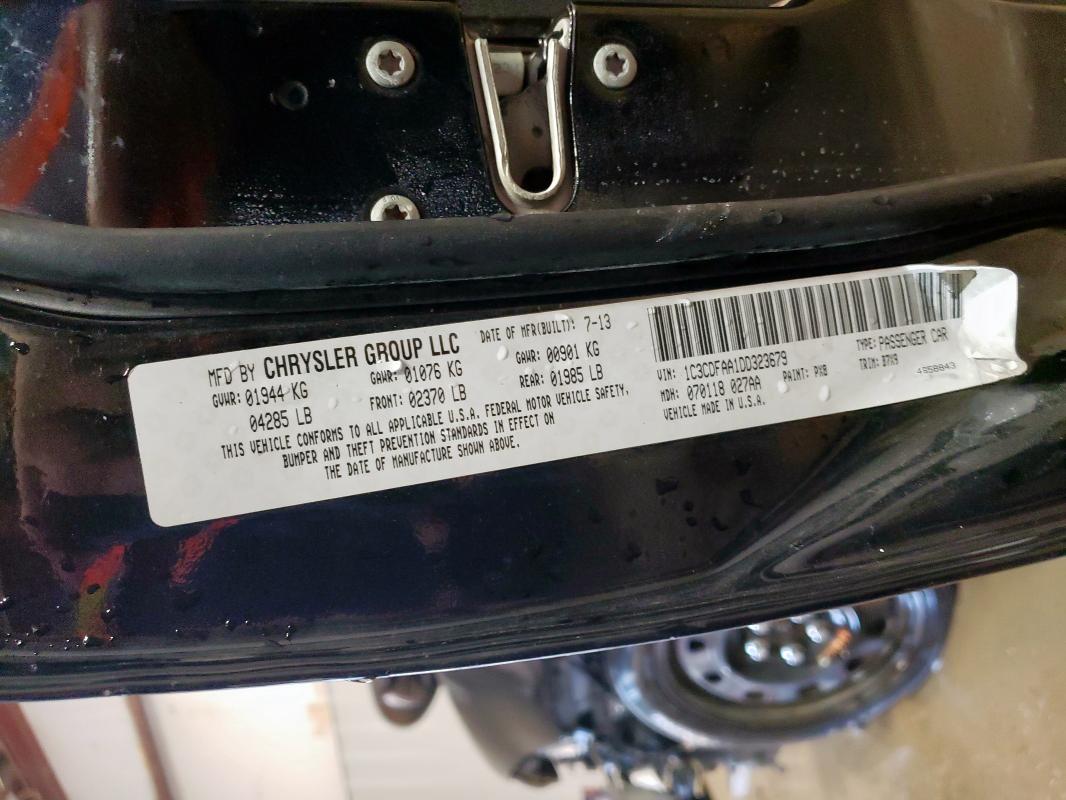 MFD BY CHRYSLER GROUP LLC DATE OF MFR(BUILT): 7-13
GVWR: 01944 KG GAWR: 01076 KG GAWR: 00901 KG
04285 LB FRONT: 02370 LB REAR: 01985 LB
THIS VEHICLE CONFORMS TO ALL APPLICABLE U.S.A. FEDERAL MOTOR VEHICLE SAFETY,
BUMPER AND THEFT PREVENTION STANDARDS IN EFFECT ON
THE DATE OF MANUFACTURE SHOWN ABOVE.
VIN: 1C3CDFAA1DD323679 TYPE: PASSENGER CAR
MDH: 070118 027AA PAINT: PXB TRIM: B7X9
VEHICLE MADE IN U.S.A. 4658843